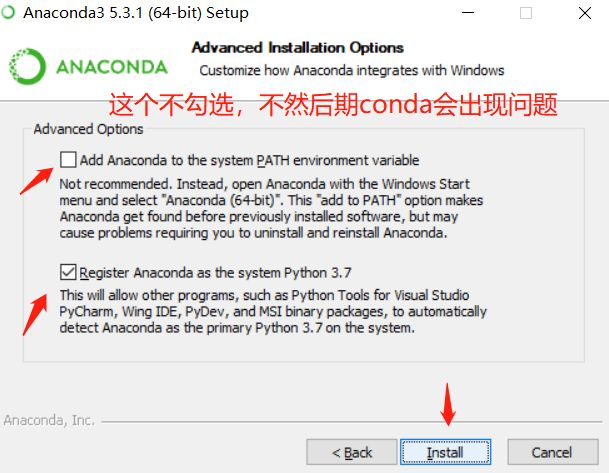 Anaconda3 5.3.1 (64-bit) Setup
Advanced Installation Options
ANACONDA
Customize how Anaconda integrates with Windows
这个不勾选，不然后期conda会出现问题
Advanced Options
Add Anaconda to the system PATH environment variable
Not recommended. Instead, open Anaconda with the Windows Start
menu and select "Anaconda (64-bit)". This "add to PATH" option makes
Anaconda get found before previously installed software, but may
cause problems requiring you to uninstall and reinstall Anaconda.
Register Anaconda as the system Python 3.7
This will allow other programs, such as Python Tools for Visual Studio
PyCharm, Wing IDE, PyDev, and MSI binary packages, to automatically
detect Anaconda as the primary Python 3.7 on the system.
Anaconda, Inc.
< Back
Install
Cancel